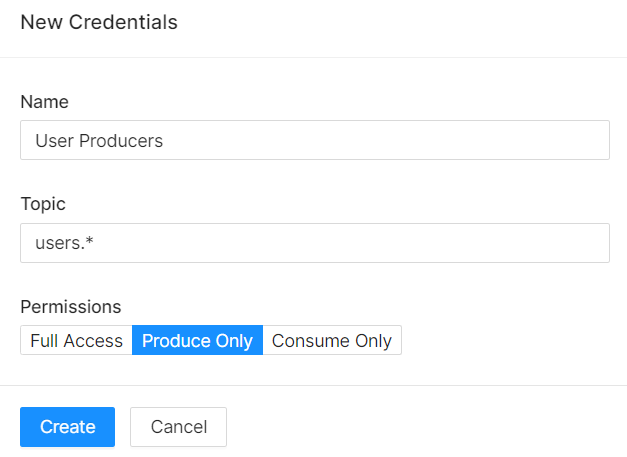 New Credentials
Name
User Producers
Topic
users.*
Permissions
Full Access Produce Only Consume Only
Create Cancel